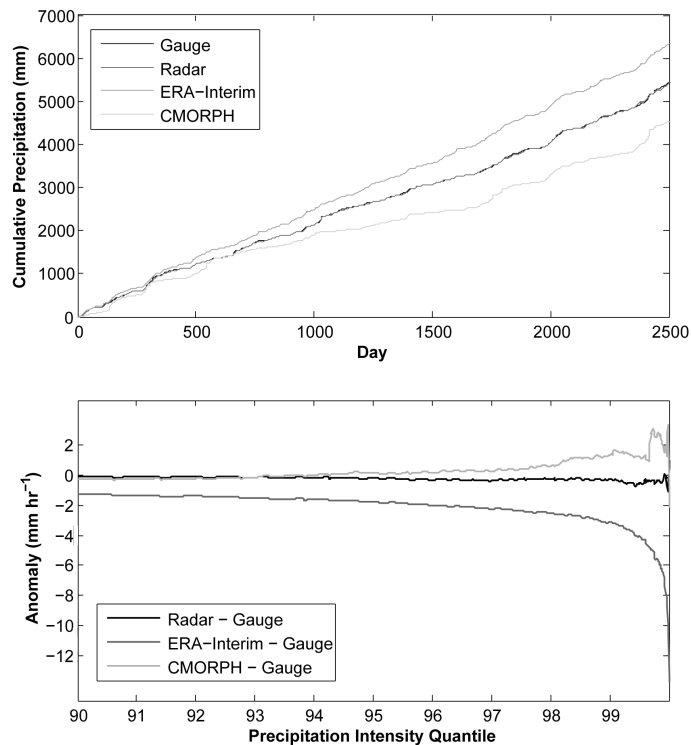 7000
6000
5000
4000
3000
2000
1000
0
Cumulative Precipitation (mm)
Gauge
Radar
ERA−Interim
CMORPH
0 500 1000 1500 2000 2500
Day
2
0
−2
−4
−6
−8
−10
−12
Anomaly (mm hr−1)
Radar − Gauge
ERA−Interim − Gauge
CMORPH − Gauge
90 91 92 93 94 95 96 97 98 99
Precipitation Intensity Quantile